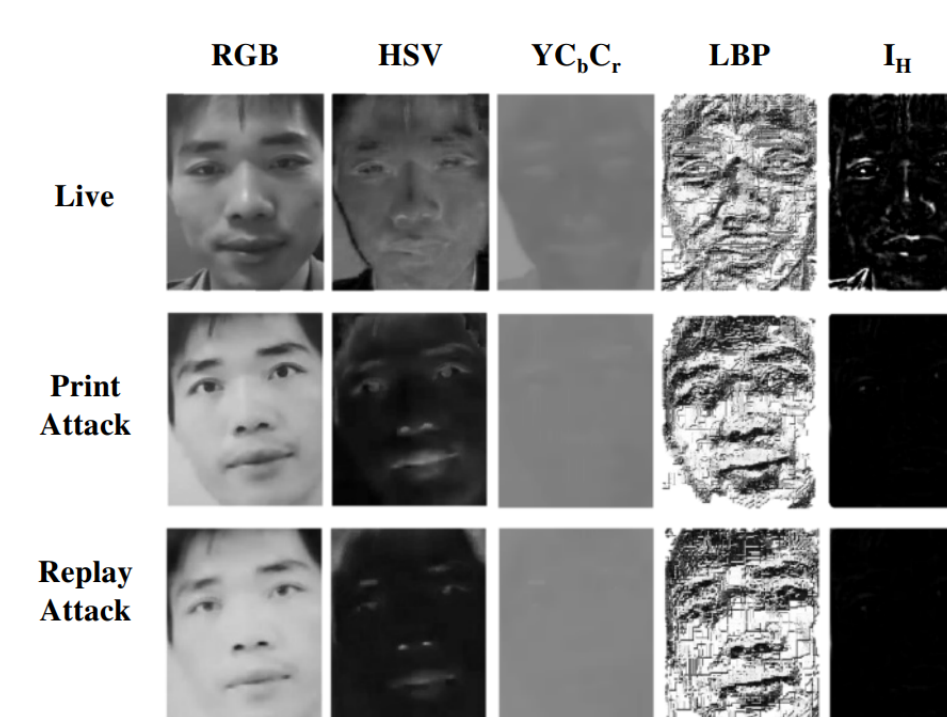 RGB HSV YCbCr LBP IH
Live
Print
Attack
Replay
Attack